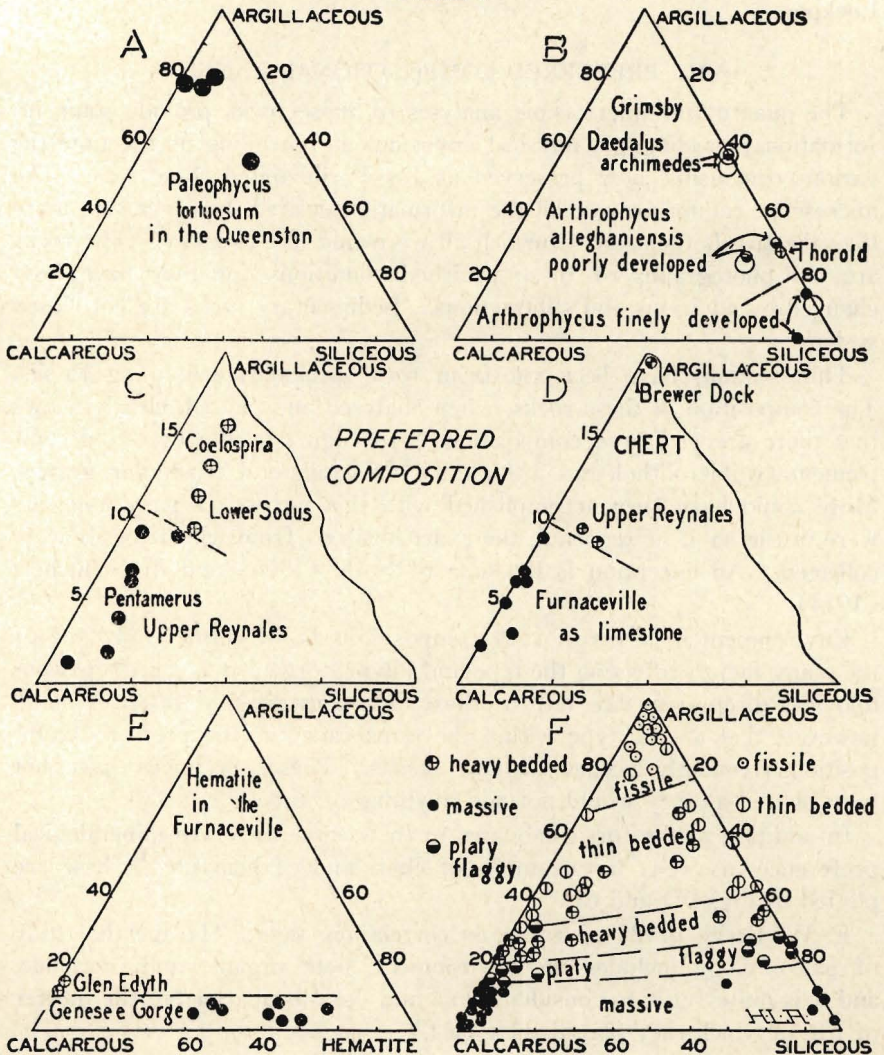 ARGILLACEOUS
A
80
20
60
40
Paleophycus
tortuosum
in the Queenston
40
60
20
80
CALCAREOUS
SILICEOUS
ARGILLACEOUS
B
80
20
Grimsby
60
Daedalus
40
archimedes
40
Arthrophycus
60
alleghaniensis
poorly developed
Thorold
20
80
Arthrophycus finely developed
CALCAREOUS
SILICEOUS
ARGILLACEOUS
C
15
Coelospira
10
Lower Sodus
5
Pentamerus
Upper Reynales
CALCAREOUS
SILICEOUS
PREFERRED
COMPOSITION
ARGILLACEOUS
D
Brewer Dock
15
CHERT
10
Upper Reynales
5
Furnaceville
as limestone
CALCAREOUS
SILICEOUS
ARGILLACEOUS
E
Hematite
in the
Furnaceville
40
60
20
80
Glen Edyth
Genesee Gorge
CALCAREOUS
60
40
HEMATITE
heavy bedded
massive
platy
flaggy
ARGILLACEOUS
F
80
20
fissile
fissile
thin bedded
60
40
thin bedded
40
60
heavy bedded
20
platy
flaggy
80
massive
H.L.A.
CALCAREOUS
60
40
SILICEOUS